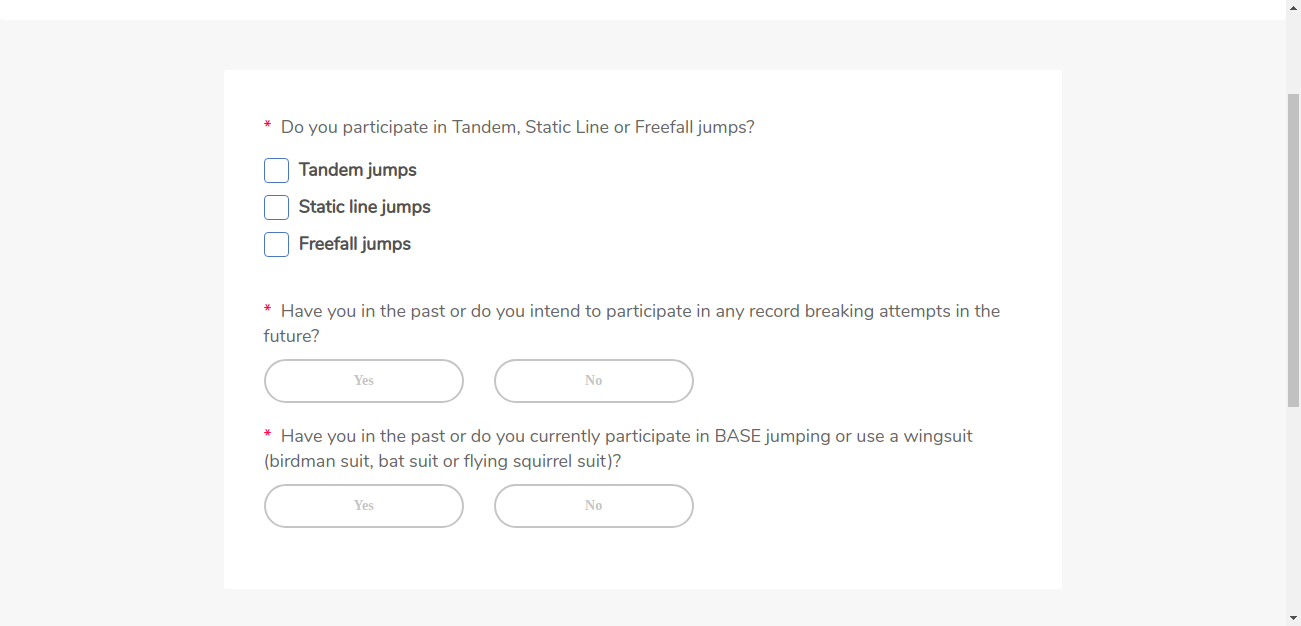 * Do you participate in Tandem, Static Line or Freefall jumps?
Tandem jumps
Static line jumps
Freefall jumps
* Have you in the past or do you intend to participate in any record breaking attempts in the
future?
Yes No
* Have you in the past or do you currently participate in BASE jumping or use a wingsuit
(birdman suit, bat suit or flying squirrel suit)?
Yes No